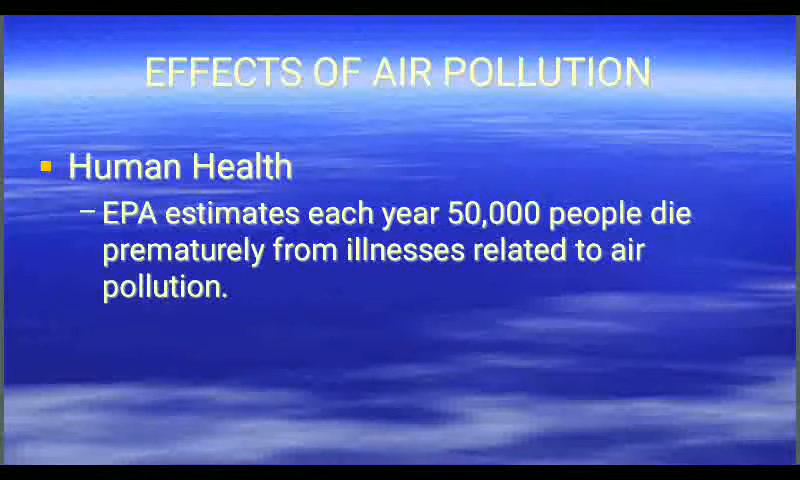 EFFECTS OF AIR POLLUTION
Human Health
– EPA estimates each year 50,000 people die
prematurely from illnesses related to air
pollution.